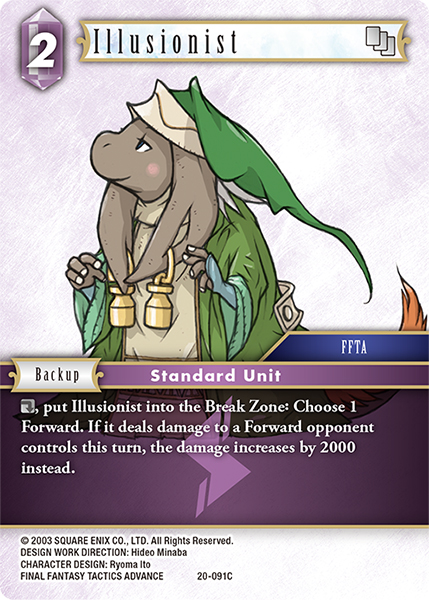 2
Illusionist
FFTA
Backup
Standard Unit
, put Illusionist into the Break Zone: Choose 1
Forward. If it deals damage to a Forward opponent
controls this turn, the damage increases by 2000
instead.
© 2003 SQUARE ENIX CO., LTD. All Rights Reserved.
DESIGN WORK DIRECTION: Hideo Minaba
CHARACTER DESIGN: Ryoma Ito
FINAL FANTASY TACTICS ADVANCE 20-091C